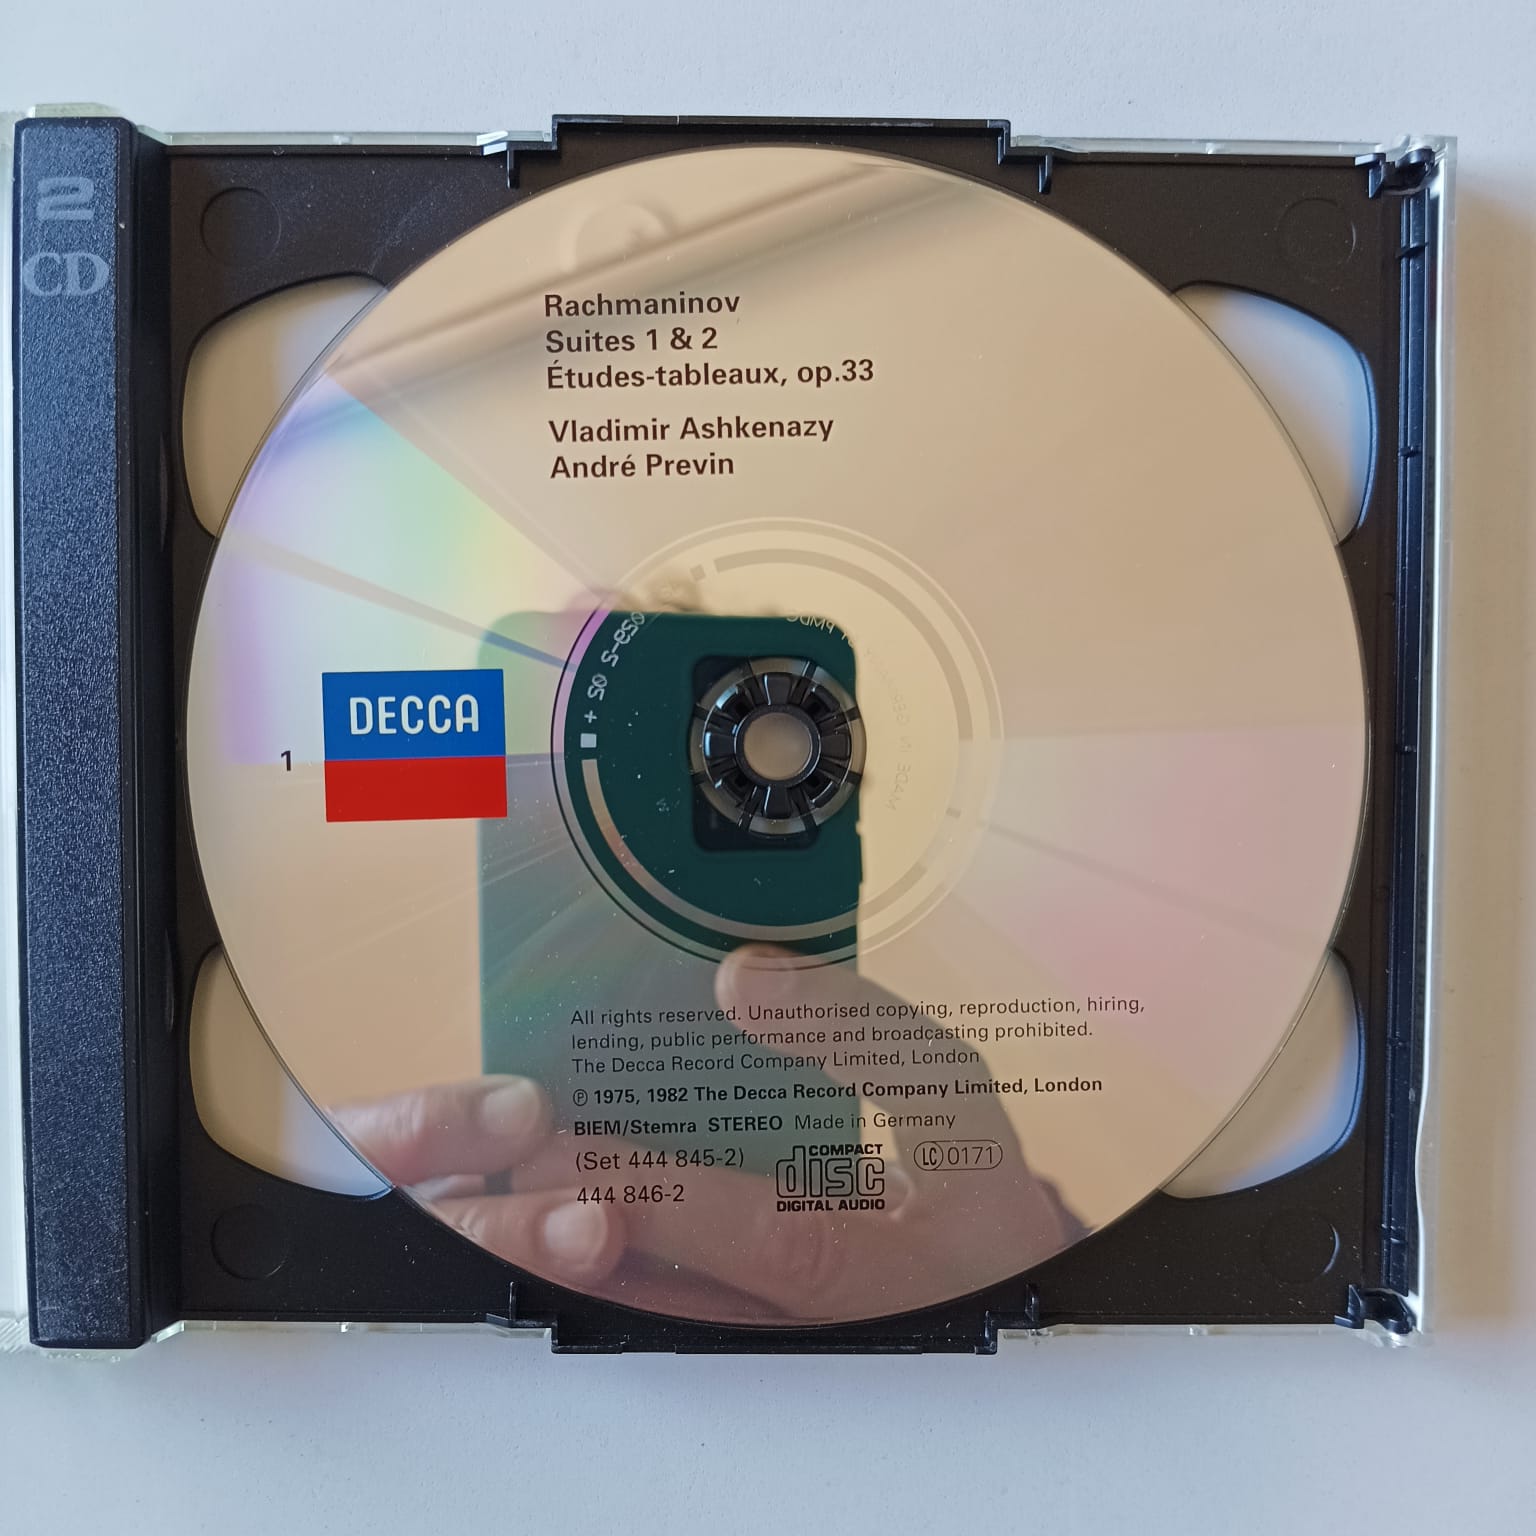 2
CD
Rachmaninov
Suites 1 & 2
Études-tableaux, op.33
Vladimir Ashkenazy
André Previn
DECCA
1
All rights reserved. Unauthorised copying, reproduction, hiring,
lending, public performance and broadcasting prohibited.
The Decca Record Company Limited, London
℗ 1975, 1982 The Decca Record Company Limited, London
BIEM/Stemra STEREO Made in Germany
(Set 444 845-2)
444 846-2
COMPACT
disc
DIGITAL AUDIO
LC 0171
MADE IN